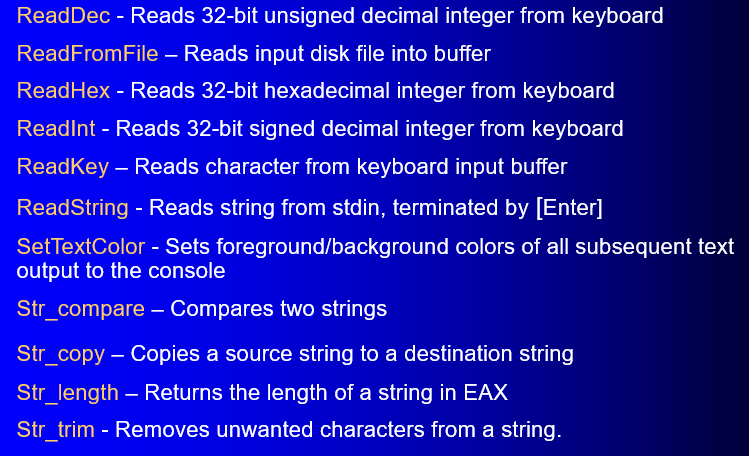 ReadDec - Reads 32-bit unsigned decimal integer from keyboard
ReadFromFile – Reads input disk file into buffer
ReadHex - Reads 32-bit hexadecimal integer from keyboard
ReadInt - Reads 32-bit signed decimal integer from keyboard
ReadKey – Reads character from keyboard input buffer
ReadString - Reads string from stdin, terminated by [Enter]
SetTextColor - Sets foreground/background colors of all subsequent text
output to the console
Str_compare – Compares two strings
Str_copy – Copies a source string to a destination string
Str_length – Returns the length of a string in EAX
Str_trim - Removes unwanted characters from a string.